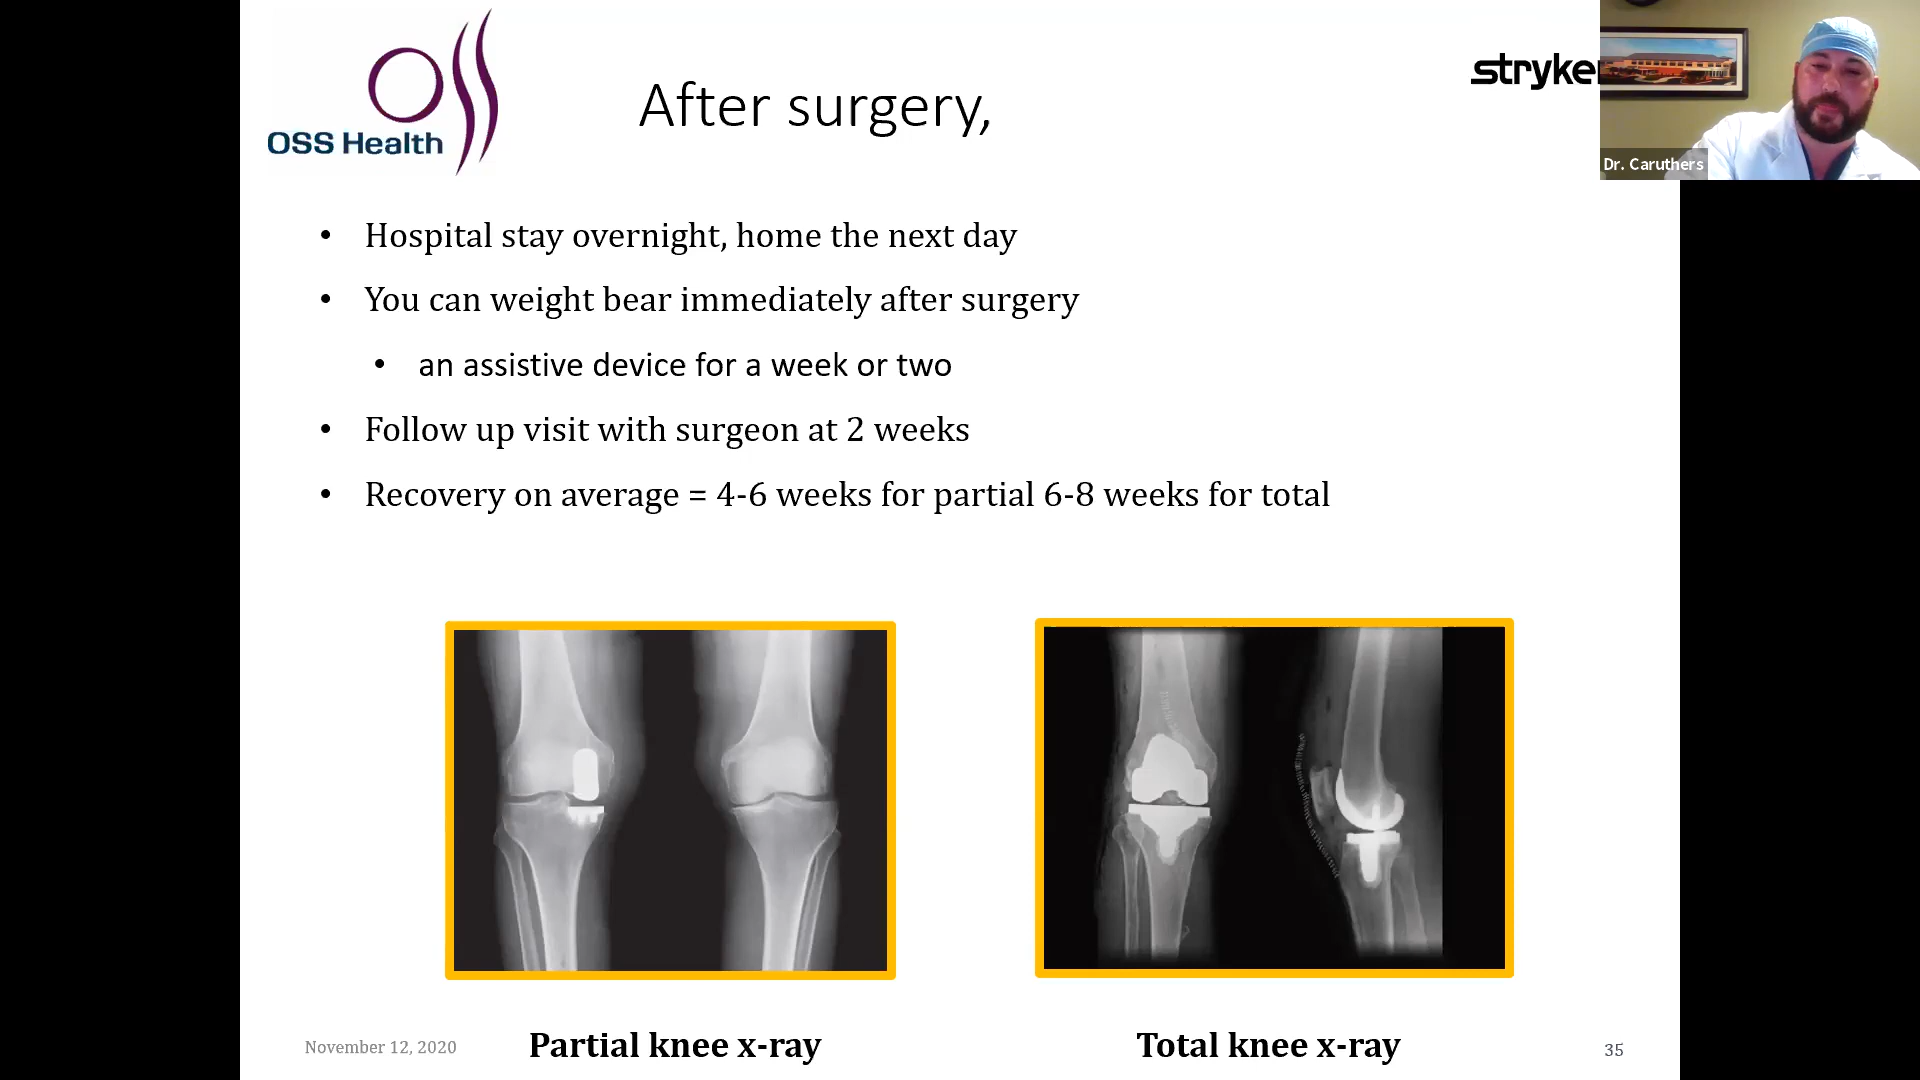 OSS
OSS Health
After surgery,
stryke
Dr. Caruthers
• Hospital stay overnight, home the next day
• You can weight bear immediately after surgery
• an assistive device for a week or two
• Follow up visit with surgeon at 2 weeks
• Recovery on average = 4-6 weeks for partial 6-8 weeks for total
November 12, 2020
Partial knee x-ray
Total knee x-ray
35